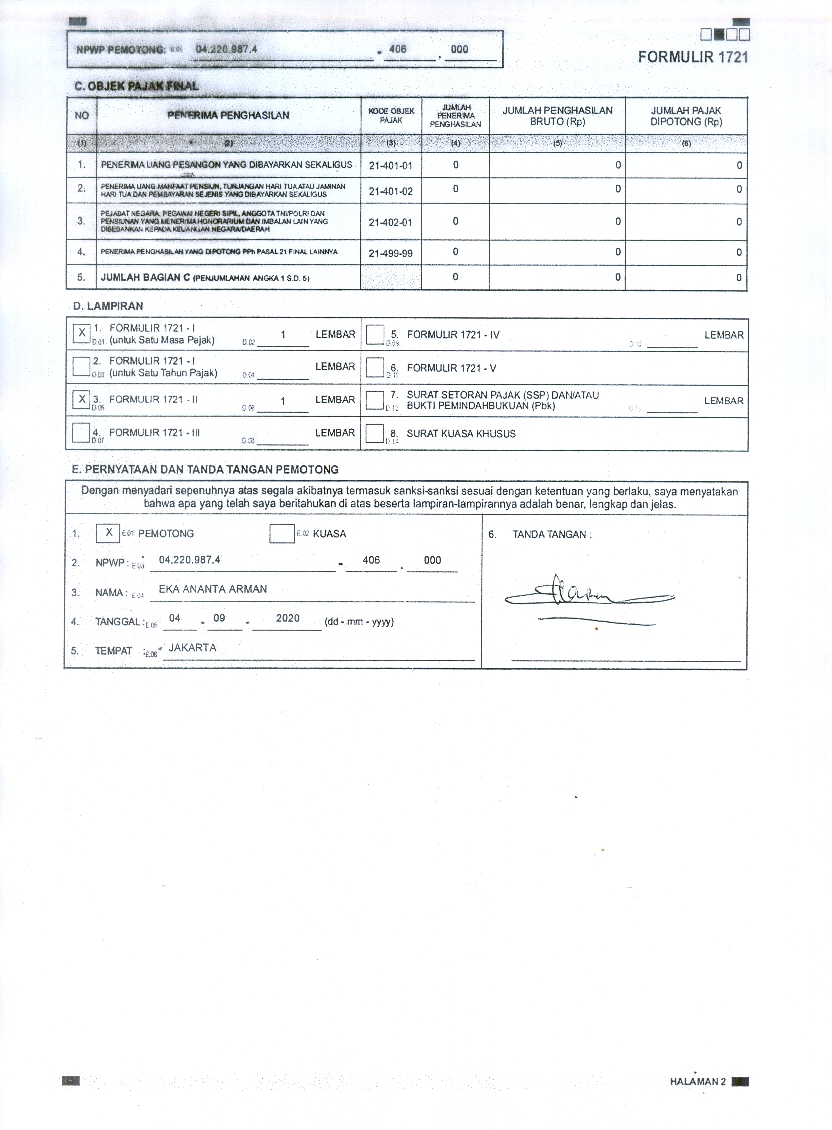 NPWP PEMOTONG: 04.220.987.4 - 406 . 000
FORMULIR 1721
C. OBJEK PAJAK FINAL
NO PENERIMA PENGHASILAN KODE OBJEK PAJAK JUMLAH PENERIMA PENGHASILAN JUMLAH PENGHASILAN BRUTO (Rp) JUMLAH PAJAK DIPOTONG (Rp)
(1) (2) (3) (4) (5) (6)
1. PENERIMA UANG PESANGON YANG DIBAYARKAN SEKALIGUS 21-401-01 0 0 0
2. PENERIMA UANG MANFAAT PENSIUN, TUNJANGAN HARI TUA ATAU JAMINAN
HARI TUA DAN PEMBAYARAN SEJENIS YANG DIBAYARKAN SEKALIGUS 21-401-02 0 0 0
3. PEJABAT NEGARA, PEGAWAI NEGERI SIPIL, ANGGOTA TNI/POLRI DAN
PENSIUNAN YANG MENERIMA HONORARIUM DAN IMBALAN LAIN YANG
DIBEBANKAN KEPADA KEUANGAN NEGARA/DAERAH 21-402-01 0 0 0
4. PENERIMA PENGHASILAN YANG DIPOTONG PPh PASAL 21 FINAL LAINNYA 21-499-99 0 0 0
5. JUMLAH BAGIAN C (PENJUMLAHAN ANGKA 1 S.D. 5) 0 0 0
D. LAMPIRAN
X 1. FORMULIR 1721 - I
D.01 (untuk Satu Masa Pajak) D.02 1 LEMBAR
5. FORMULIR 1721 - IV LEMBAR
2. FORMULIR 1721 - I
D.03 (untuk Satu Tahun Pajak) D.04 LEMBAR
6. FORMULIR 1721 - V
X 3. FORMULIR 1721 - II D.05 D.06 1 LEMBAR
7. SURAT SETORAN PAJAK (SSP) DAN/ATAU
BUKTI PEMINDAHBUKUAN (Pbk) LEMBAR
4. FORMULIR 1721 - III D.07 D.08 LEMBAR
8. SURAT KUASA KHUSUS
E. PERNYATAAN DAN TANDA TANGAN PEMOTONG
Dengan menyadari sepenuhnya atas segala akibatnya termasuk sanksi-sanksi sesuai dengan ketentuan yang berlaku, saya menyatakan
bahwa apa yang telah saya beritahukan di atas beserta lampiran-lampirannya adalah benar, lengkap dan jelas.
1. X E.01 PEMOTONG E.02 KUASA
6. TANDA TANGAN :
2. NPWP : E.03 04.220.987.4 - 406 . 000
3. NAMA : E.04 EKA ANANTA ARMAN
4. TANGGAL : E.05 04 - 09 - 2020 (dd - mm - yyyy)
5. TEMPAT : E.06 JAKARTA
HALAMAN 2